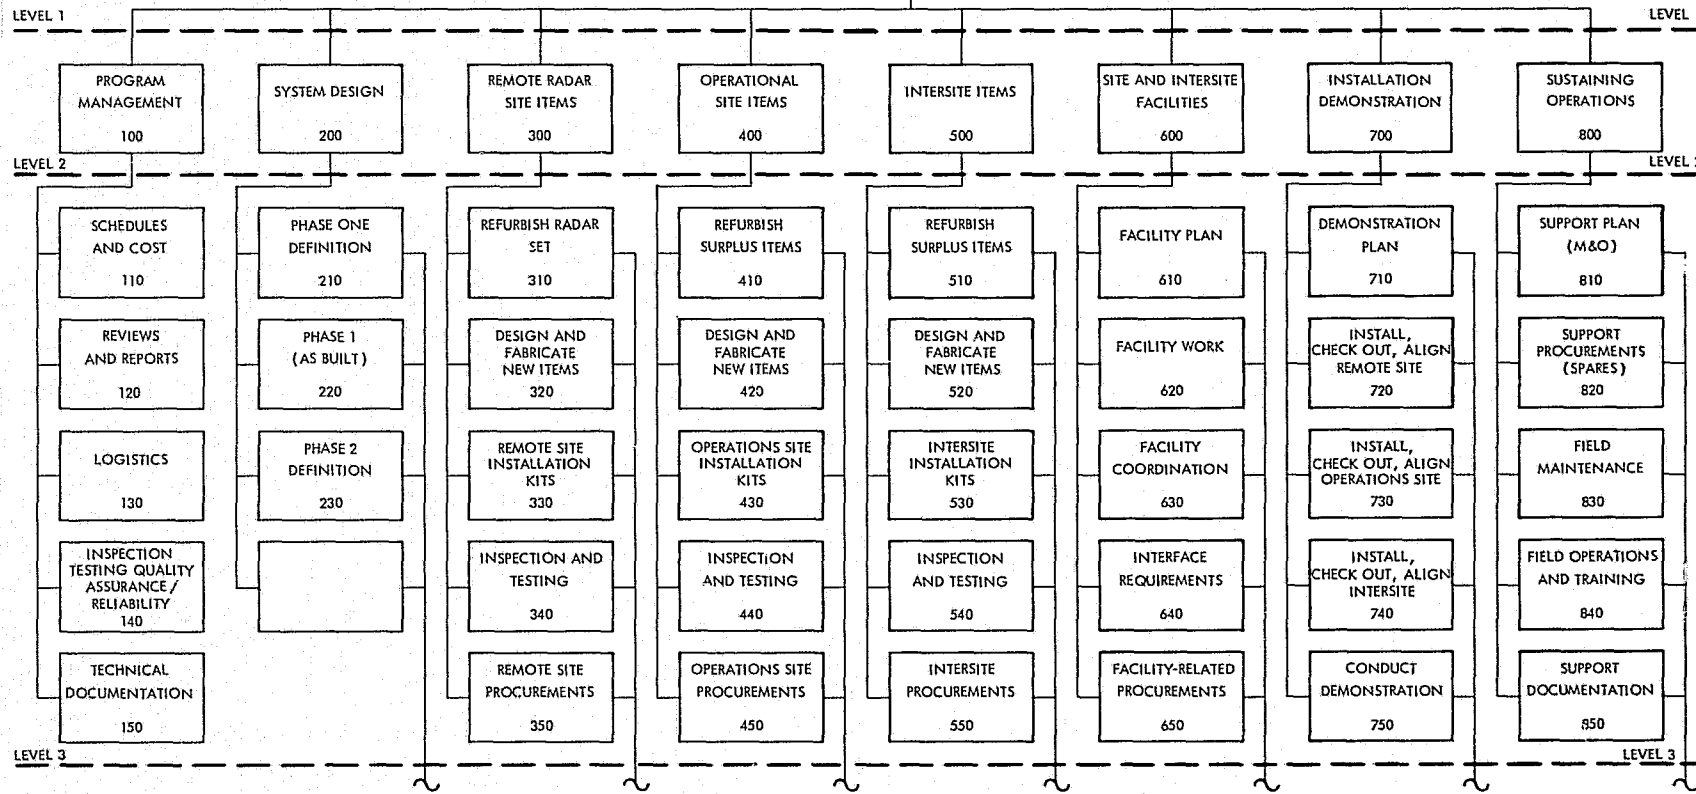 LEVEL 1
LEVEL
PROGRAM
MANAGEMENT
100
SYSTEM DESIGN
200
REMOTE RADAR
SITE ITEMS
300
OPERATIONAL
SITE ITEMS
400
INTERSITE ITEMS
500
SITE AND INTERSITE
FACILITIES
600
INSTALLATION
DEMONSTRATION
700
SUSTAINING
OPERATIONS
800
LEVEL 2
LEVEL
SCHEDULES
AND COST
110
PHASE ONE
DEFINITION
210
REFURBISH RADAR
SET
310
REFURBISH
SURPLUS ITEMS
410
REFURBISH
SURPLUS ITEMS
510
FACILITY PLAN
610
DEMONSTRATION
PLAN
710
SUPPORT PLAN
(M&O)
810
REVIEWS
AND REPORTS
120
PHASE 1
(AS BUILT)
220
DESIGN AND
FABRICATE
NEW ITEMS
320
DESIGN AND
FABRICATE
NEW ITEMS
420
DESIGN AND
FABRICATE
NEW ITEMS
520
FACILITY WORK
620
INSTALL,
CHECK OUT, ALIGN
REMOTE SITE
720
SUPPORT
PROCUREMENTS
(SPARES)
820
LOGISTICS
130
PHASE 2
DEFINITION
230
REMOTE SITE
INSTALLATION
KITS
330
OPERATIONS SITE
INSTALLATION
KITS
430
INTERSITE
INSTALLATION
KITS
530
FACILITY
COORDINATION
630
INSTALL,
CHECK OUT, ALIGN
OPERATIONS SITE
730
FIELD
MAINTENANCE
830
INSPECTION
TESTING QUALITY
ASSURANCE/
RELIABILITY
140
INSPECTION AND
TESTING
340
INSPECTION
AND TESTING
440
INSPECTION
AND TESTING
540
INTERFACE
REQUIREMENTS
640
INSTALL,
CHECK OUT, ALIGN
INTERSITE
740
FIELD OPERATIONS
AND TRAINING
840
TECHNICAL
DOCUMENTATION
150
REMOTE SITE
PROCUREMENTS
350
OPERATIONS SITE
PROCUREMENTS
450
INTERSITE
PROCUREMENTS
550
FACILITY-RELATED
PROCUREMENTS
650
CONDUCT
DEMONSTRATION
750
SUPPORT
DOCUMENTATION
850
LEVEL 3
LEVEL 3